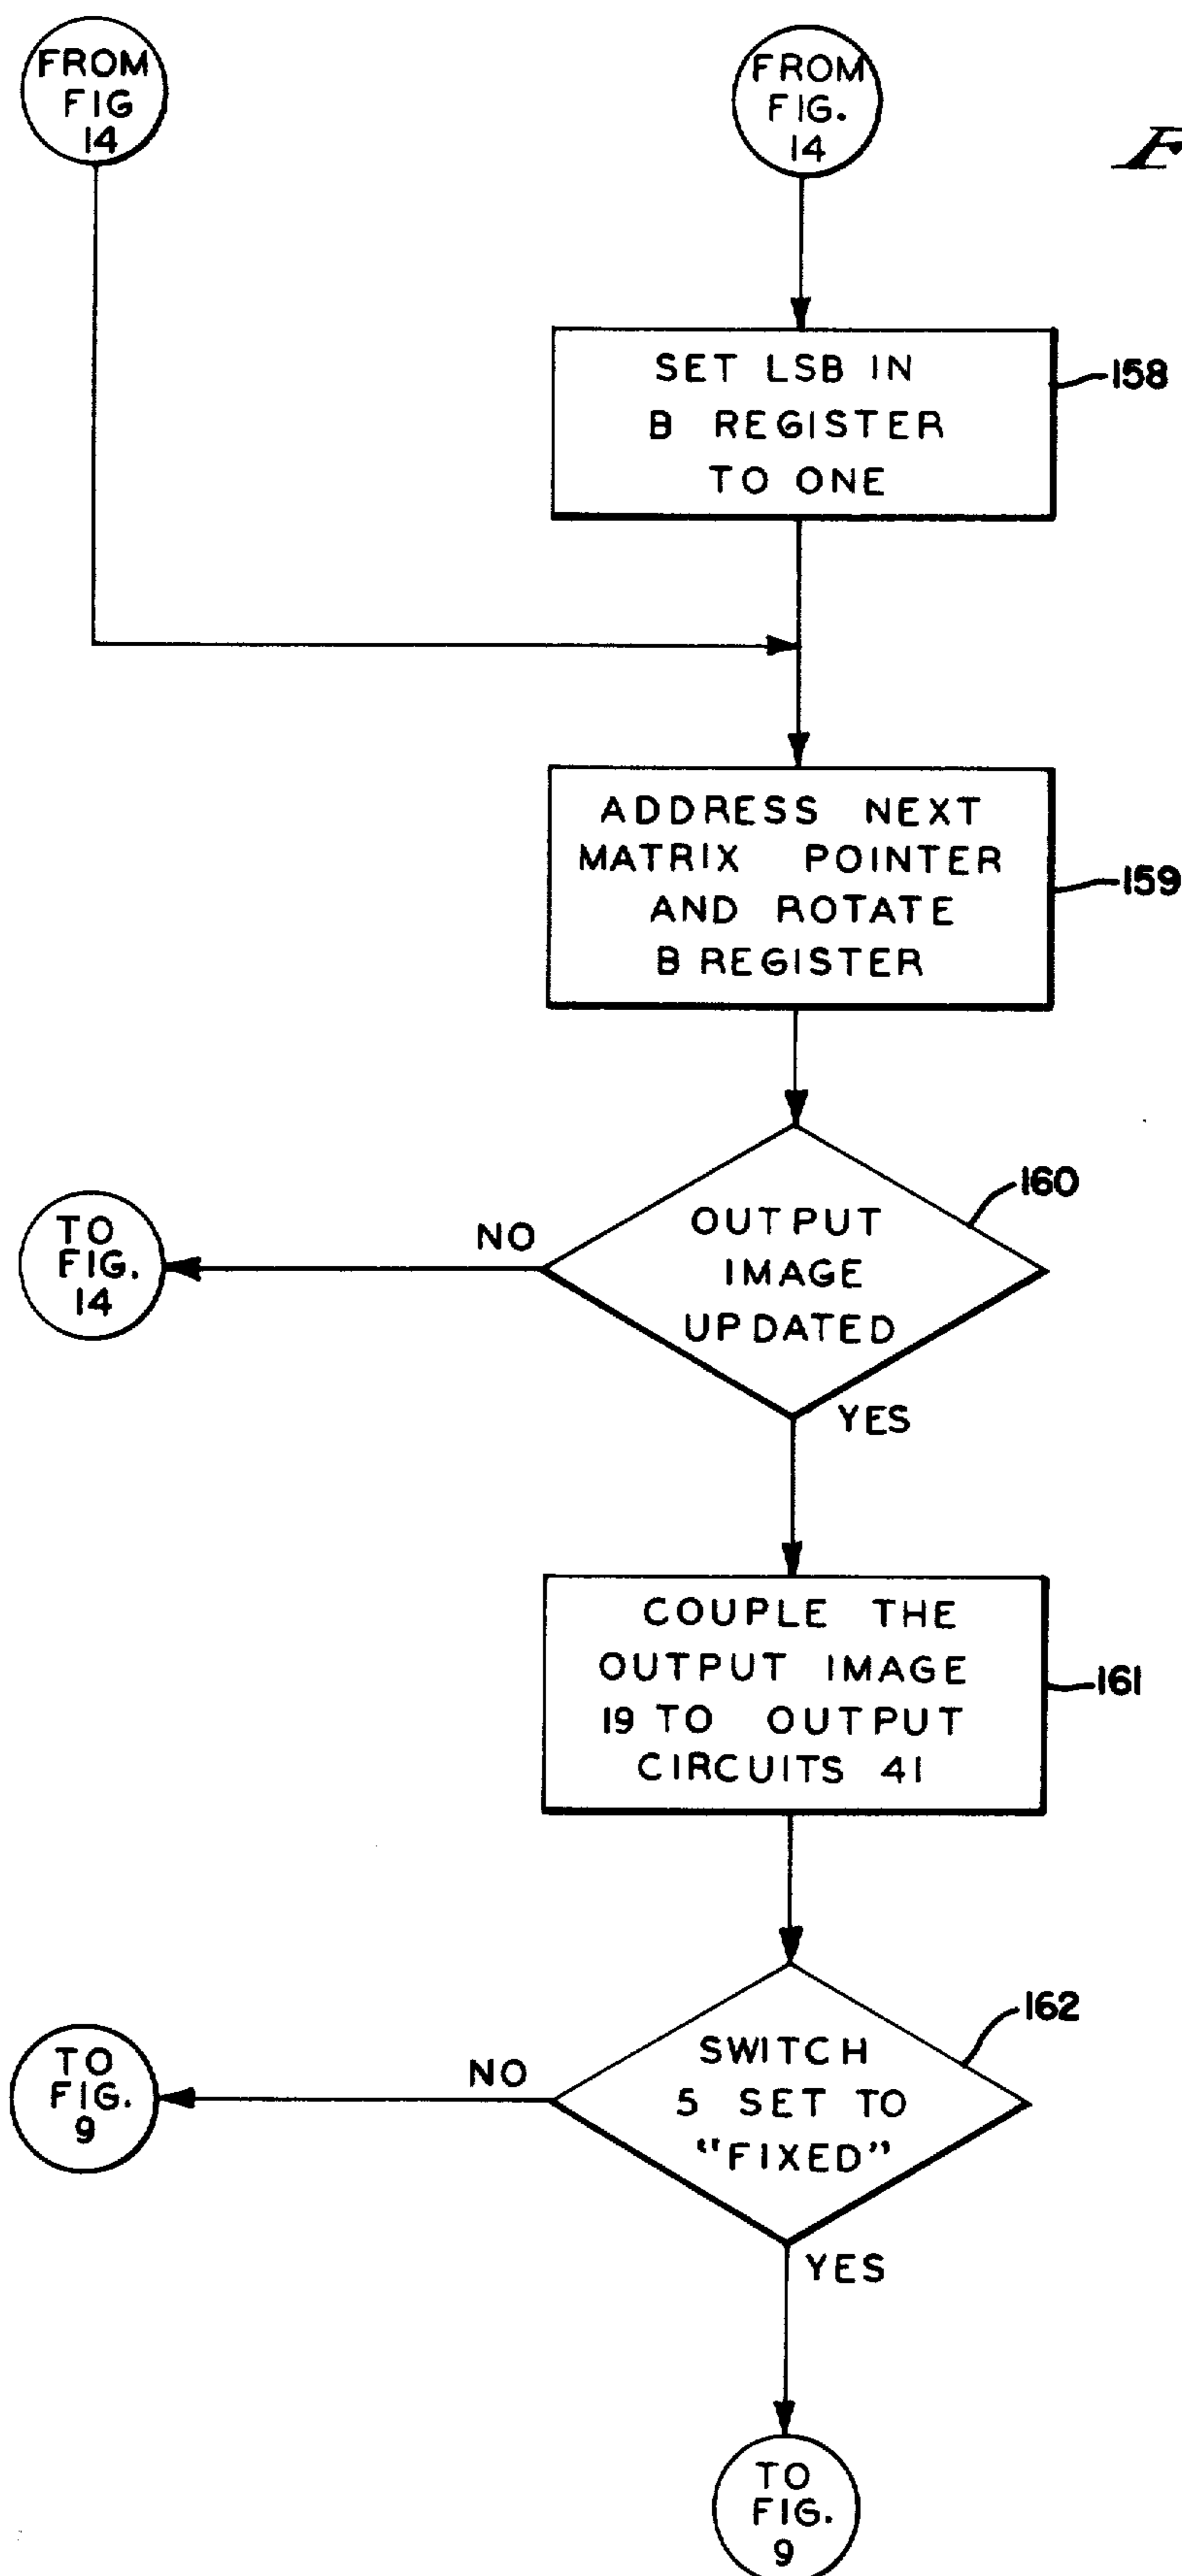 FROM
FIG
14
FROM
FIG.
14
F
SET LSB IN
B REGISTER
TO ONE
158
ADDRESS NEXT
MATRIX POINTER
AND ROTATE
B REGISTER
159
OUTPUT
IMAGE
UPDATED
160
NO
TO
FIG.
14
YES
COUPLE THE
OUTPUT IMAGE
19 TO OUTPUT
CIRCUITS 41
161
SWITCH
5 SET TO
"FIXED"
162
NO
TO
FIG.
9
YES
TO
FIG.
9